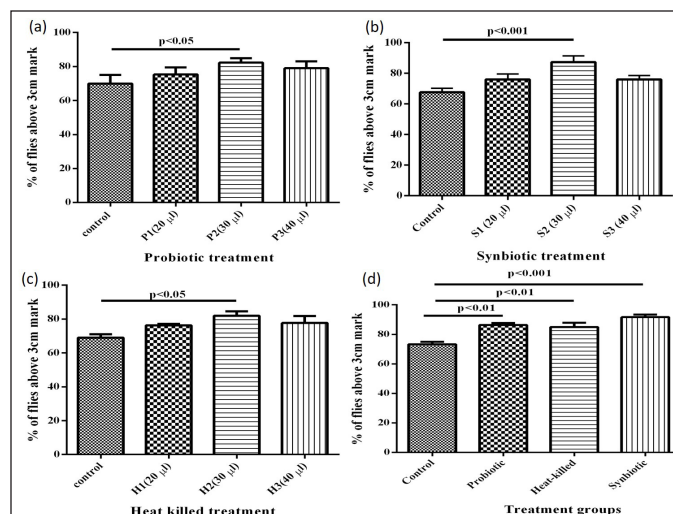 (a)
p<0.05
% of flies above 3cm mark
100
80
60
40
20
0
control
P1(20 µl)
P2(30 µl)
P3(40 µl)
Probiotic treatment
(b)
p<0.001
% of flies above 3cm mark
100
80
60
40
20
0
Control
S1 (20 µl)
S2 (30 µl)
S3 (40 µl)
Synbiotic treatment
(c)
p<0.05
% of flies above 3cm mark
100
80
60
40
20
0
control
H1(20 µl)
H2(30 µl)
H3(40 µl)
Heat killed treatment
(d)
p<0.001
p<0.01
p<0.01
% of flies above 3cm mark
100
80
60
40
20
0
Control
Probiotic
Heat-killed
Synbiotic
Treatment groups